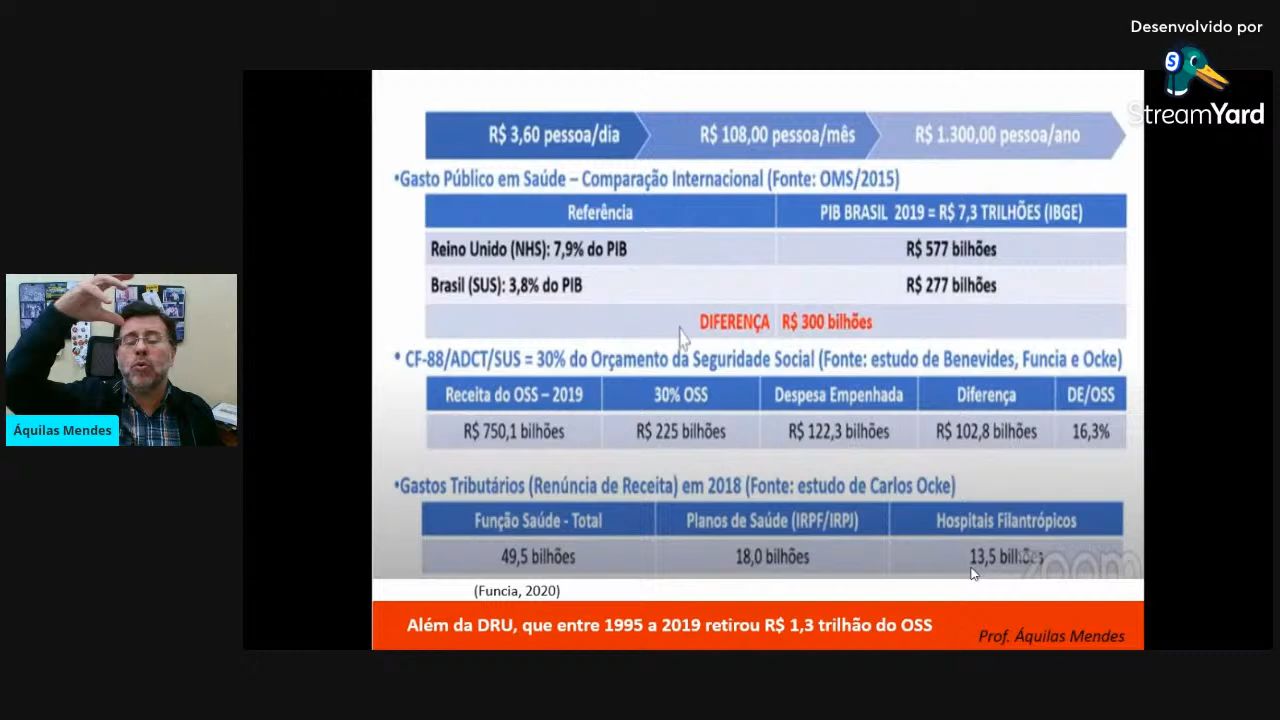 Desenvolvido por
StreamYard
R$ 3,60 pessoa/dia R$ 108,00 pessoa/mês R$ 1.300,00 pessoa/ano
•Gasto Público em Saúde – Comparação Internacional (Fonte: OMS/2015)
Referência PIB BRASIL 2019 = R$ 7,3 TRILHÕES (IBGE)
Reino Unido (NHS): 7,9% do PIB R$ 577 bilhões
Brasil (SUS): 3,8% do PIB R$ 277 bilhões
DIFERENÇA R$ 300 bilhões
• CF-88/ADCT/SUS = 30% do Orçamento da Seguridade Social (Fonte: estudo de Benevides, Funcia e Ocke)
Receita do OSS – 2019 30% OSS Despesa Empenhada Diferença DE/OSS
R$ 750,1 bilhões R$ 225 bilhões R$ 122,3 bilhões R$ 102,8 bilhões 16,3%
•Gastos Tributários (Renúncia de Receita) em 2018 (Fonte: estudo de Carlos Ocke)
Função Saúde - Total Planos de Saúde (IRPF/IRPJ) Hospitais Filantrópicos
49,5 bilhões 18,0 bilhões 13,5 bilhões
zoom
(Funcia, 2020)
Além da DRU, que entre 1995 a 2019 retirou R$ 1,3 trilhão do OSS
Prof. Áquilas Mendes
Áquilas Mendes